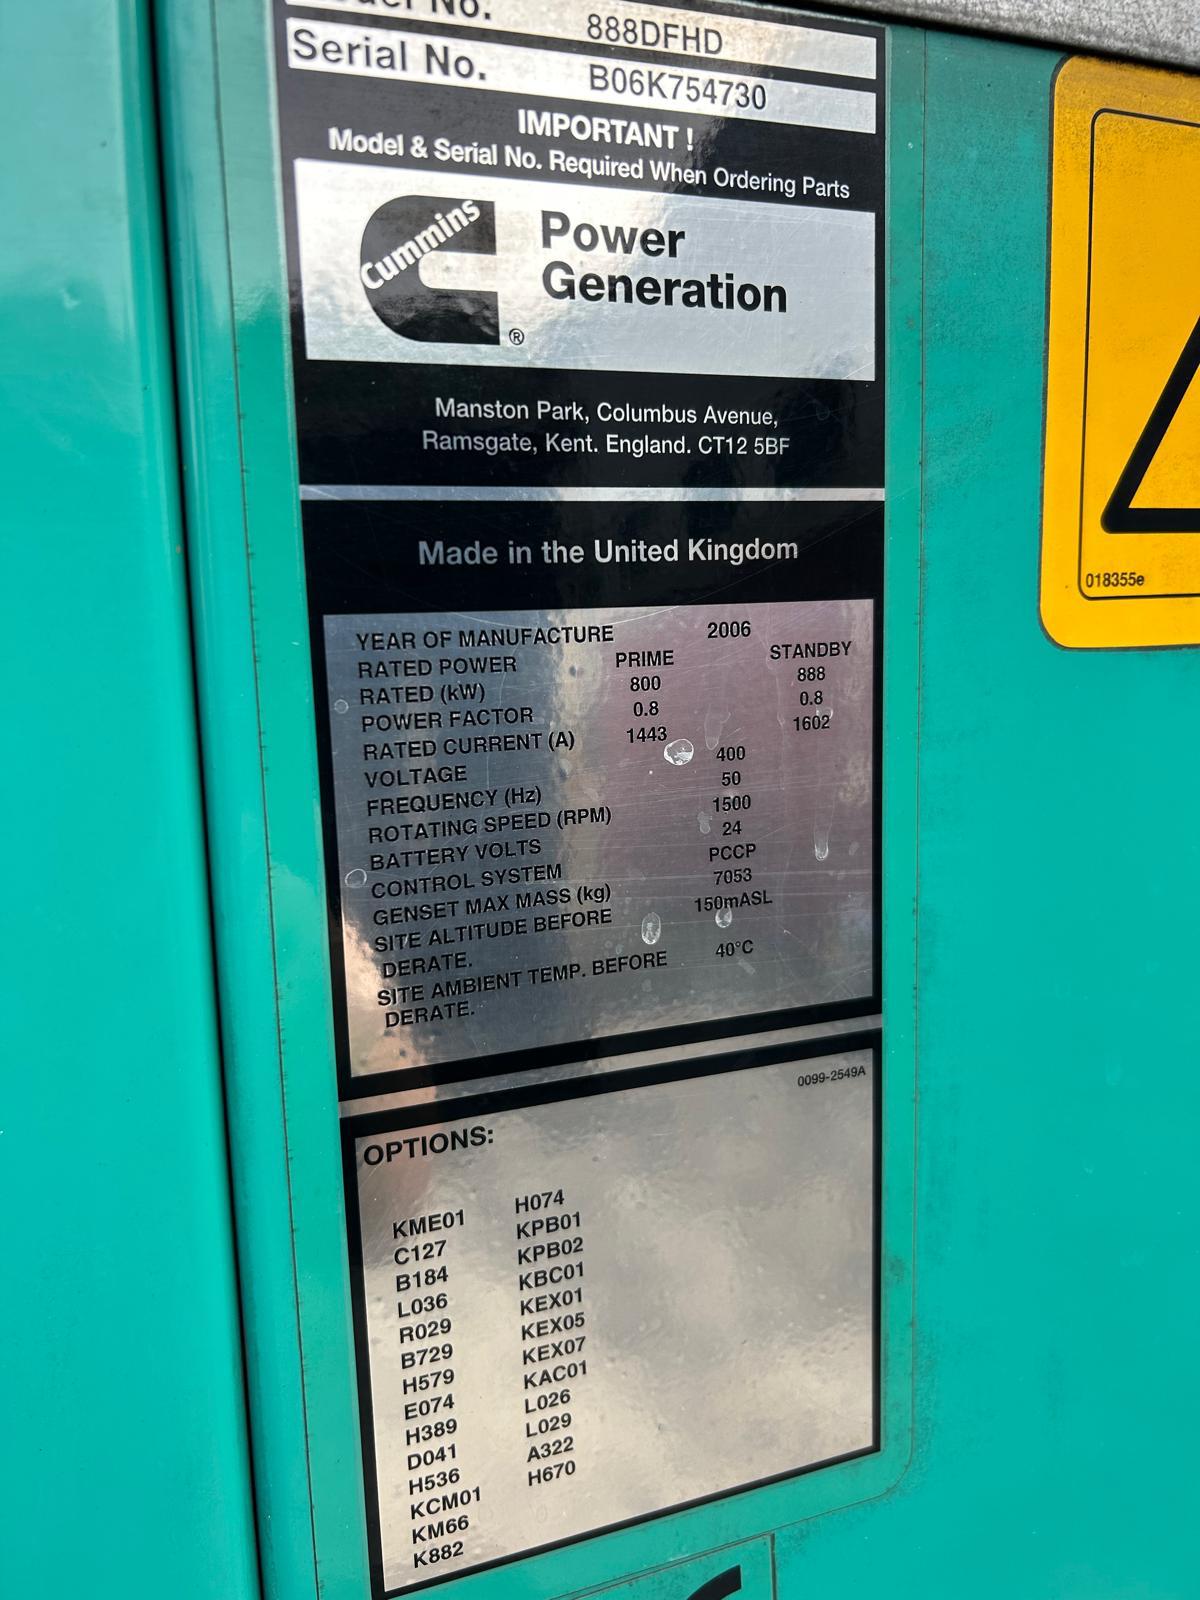 Model No. 888DFHD
Serial No. B06K754730
IMPORTANT !
Model & Serial No. Required When Ordering Parts
Cummins
®
Power
Generation
Manston Park, Columbus Avenue,
Ramsgate, Kent. England. CT12 5BF
Made in the United Kingdom
YEAR OF MANUFACTURE 2006
RATED POWER PRIME STANDBY
RATED (kW) 800 888
POWER FACTOR 0.8 0.8
RATED CURRENT (A) 1443 1602
VOLTAGE 400
FREQUENCY (Hz) 50
ROTATING SPEED (RPM) 1500
BATTERY VOLTS 24
CONTROL SYSTEM PCCP
GENSET MAX MASS (kg) 7053
SITE ALTITUDE BEFORE 150mASL
DERATE.
SITE AMBIENT TEMP. BEFORE 40°C
DERATE.
0099-2549A
OPTIONS:
KME01 H074
C127 KPB01
B184 KPB02
L036 KBC01
R029 KEX01
B729 KEX05
H579 KEX07
E074 KAC01
H389 L026
D041 L029
H536 A322
KCM01 H670
KM66
K882
018355e